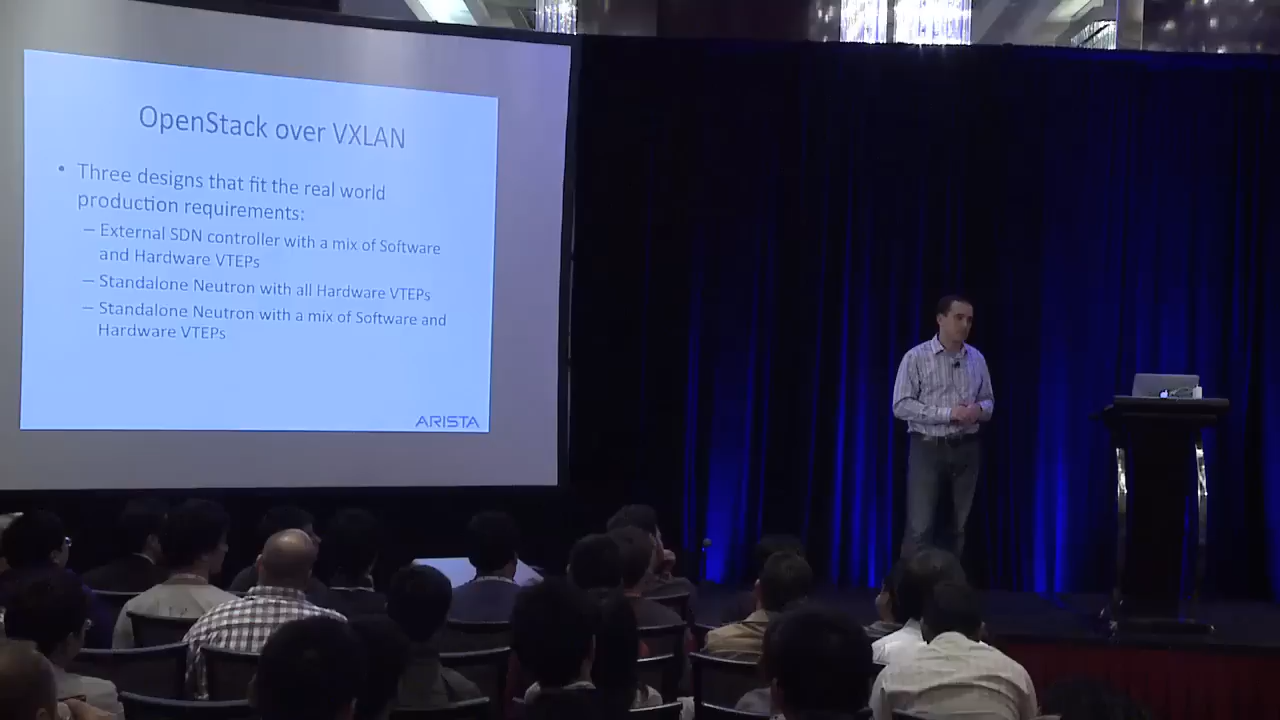 OpenStack over VXLAN
• Three designs that fit the real world
production requirements:
– External SDN controller with a mix of Software
and Hardware VTEPs
– Standalone Neutron with all Hardware VTEPs
– Standalone Neutron with a mix of Software and
Hardware VTEPs
ARISTA